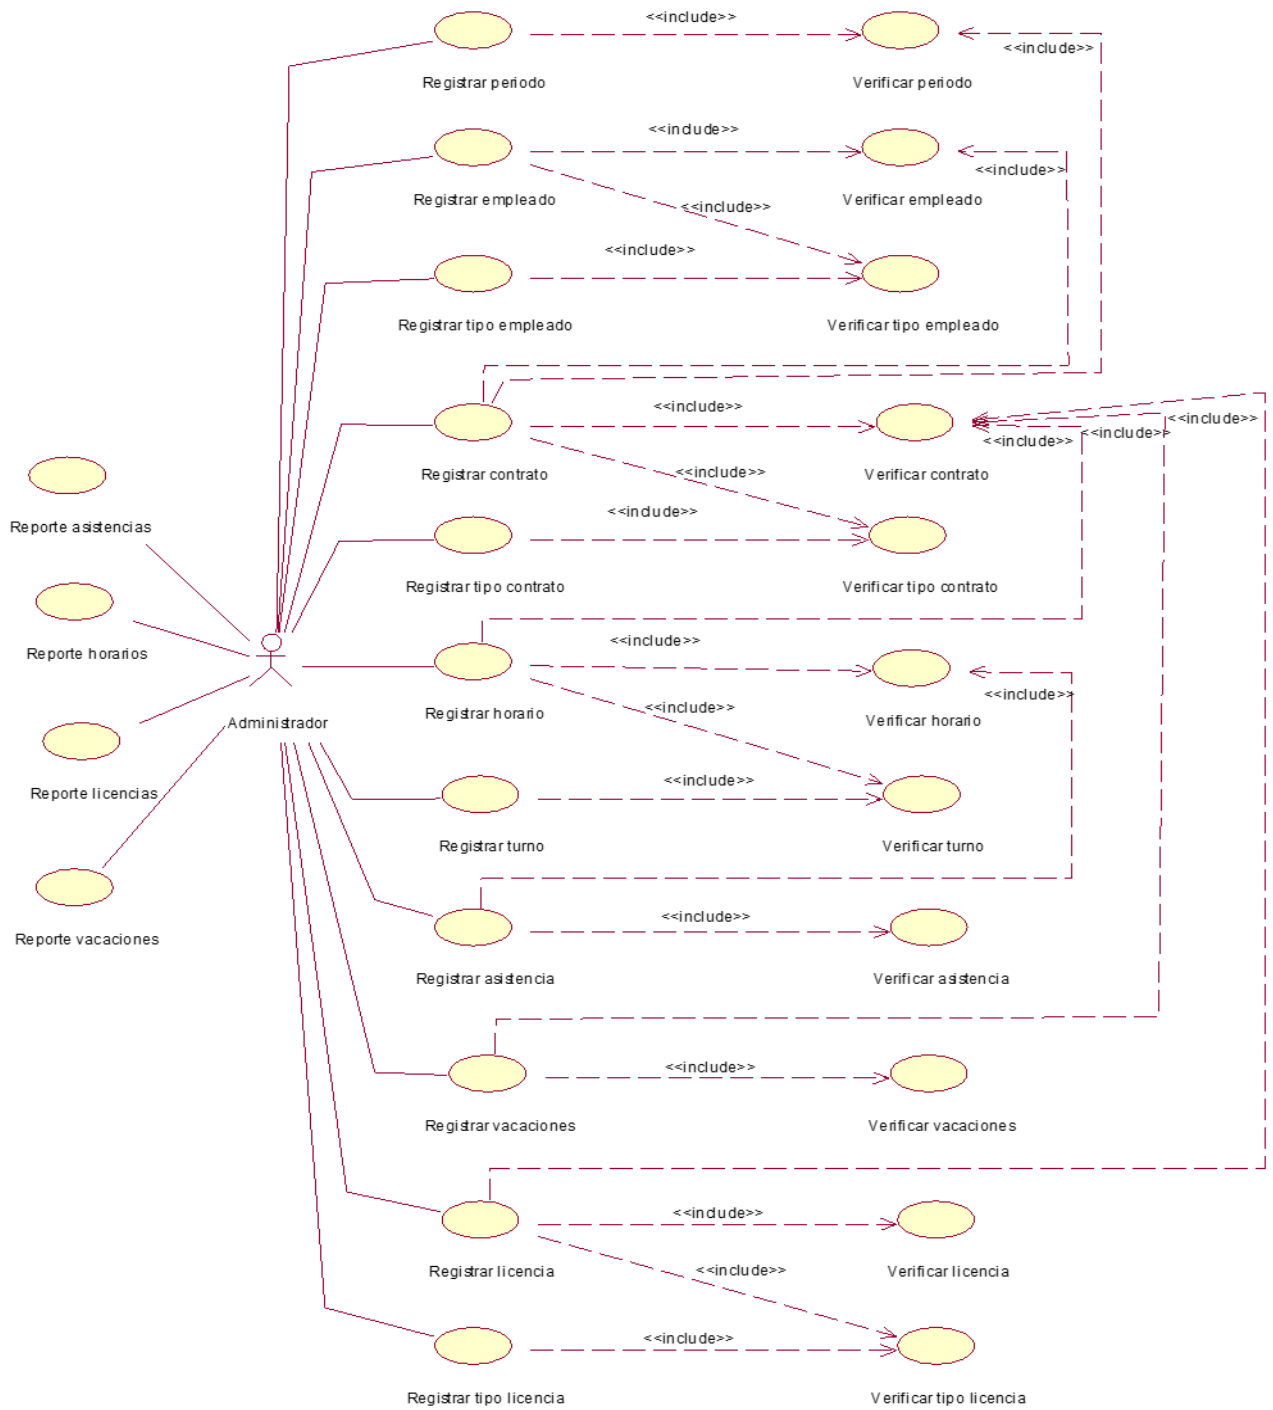 <<include>>
<<include>>
Registrar periodo
Verificar periodo
<<include>>
<<include>>
Registrar empleado
<<include>>
Verificar empleado
<<include>>
Registrar tipo empleado
Verificar tipo empleado
<<include>>
<<include>>
<<include>>
<<include>>
Registrar contrato
<<include>>
Verificar contrato
Reporte asistencias
<<include>>
Registrar tipo contrato
Verificar tipo contrato
Reporte horarios
<<include>>
<<include>>
Administrador
Registrar horario
<<include>>
Verificar horario
<<include>>
Reporte licencias
Registrar turno
Verificar turno
<<include>>
Reporte vacaciones
Registrar asistencia
Verificar asistencia
<<include>>
Registrar vacaciones
Verificar vacaciones
<<include>>
Registrar licencia
<<include>>
Verificar licencia
<<include>>
Registrar tipo licencia
Verificar tipo licencia